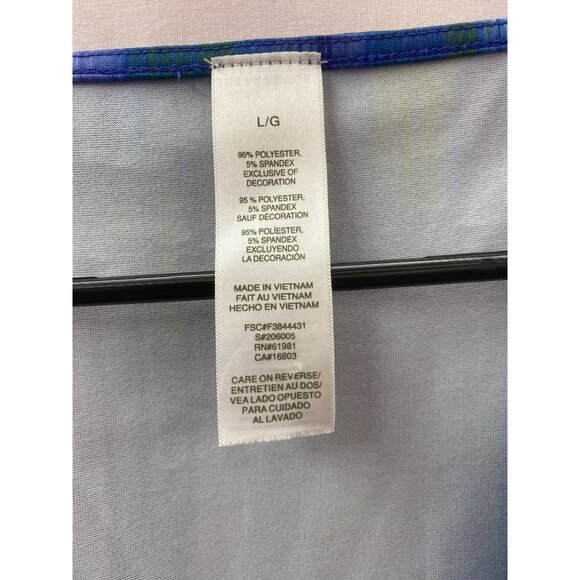 L/G
95% POLYESTER,
5% SPANDEX
EXCLUSIVE OF
DECORATION
95 % POLYESTER,
5% SPANDEX
SAUF DÉCORATION
95% POLÍESTER,
5% SPANDEX
EXCLUYENDO
LA DECORACIÓN
MADE IN VIETNAM
FAIT AU VIETNAM
HECHO EN VIETNAM
FSC#F3844431
S#206005
RN#61981
CA#16803
CARE ON REVERSE/
ENTRETIEN AU DOS/
VEA LADO OPUESTO
PARA CUIDADO
AL LAVADO